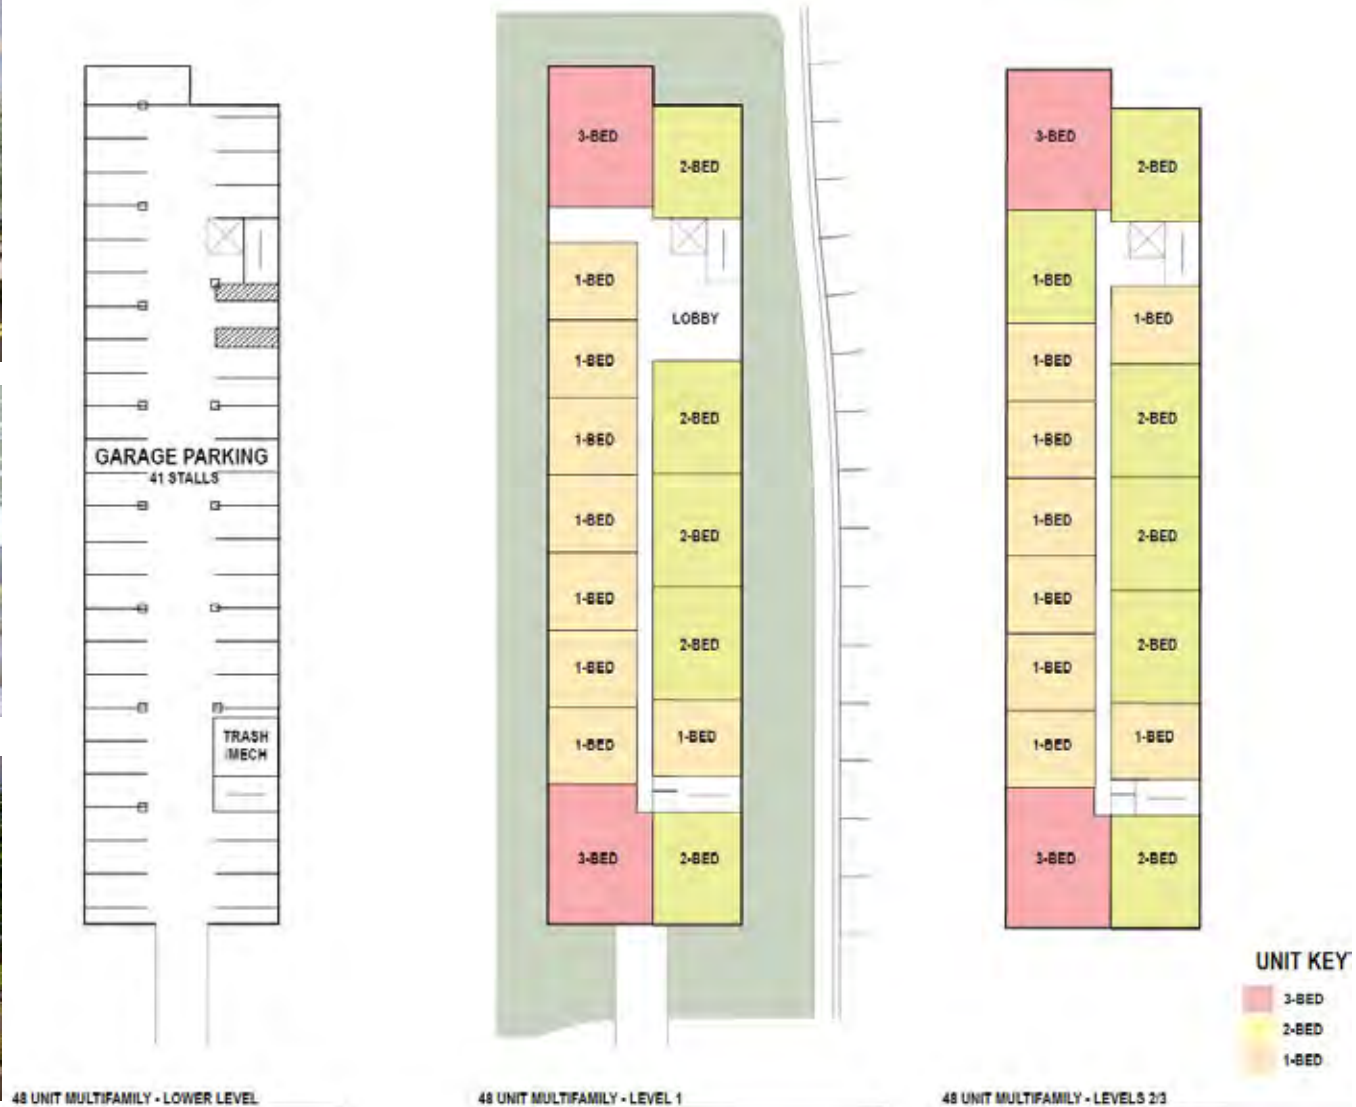 GARAGE PARKING
41 STALLS
TRASH
/MECH
48 UNIT MULTIFAMILY - LOWER LEVEL
3-BED
2-BED
1-BED
LOBBY
1-BED
1-BED
2-BED
1-BED
2-BED
1-BED
2-BED
1-BED
1-BED
1-BED
3-BED
2-BED
48 UNIT MULTIFAMILY - LEVEL 1
3-BED
2-BED
1-BED
1-BED
1-BED
1-BED
2-BED
1-BED
2-BED
1-BED
2-BED
1-BED
1-BED
1-BED
3-BED
2-BED
48 UNIT MULTIFAMILY - LEVELS 2/3
UNIT KEY
3-BED
2-BED
1-BED